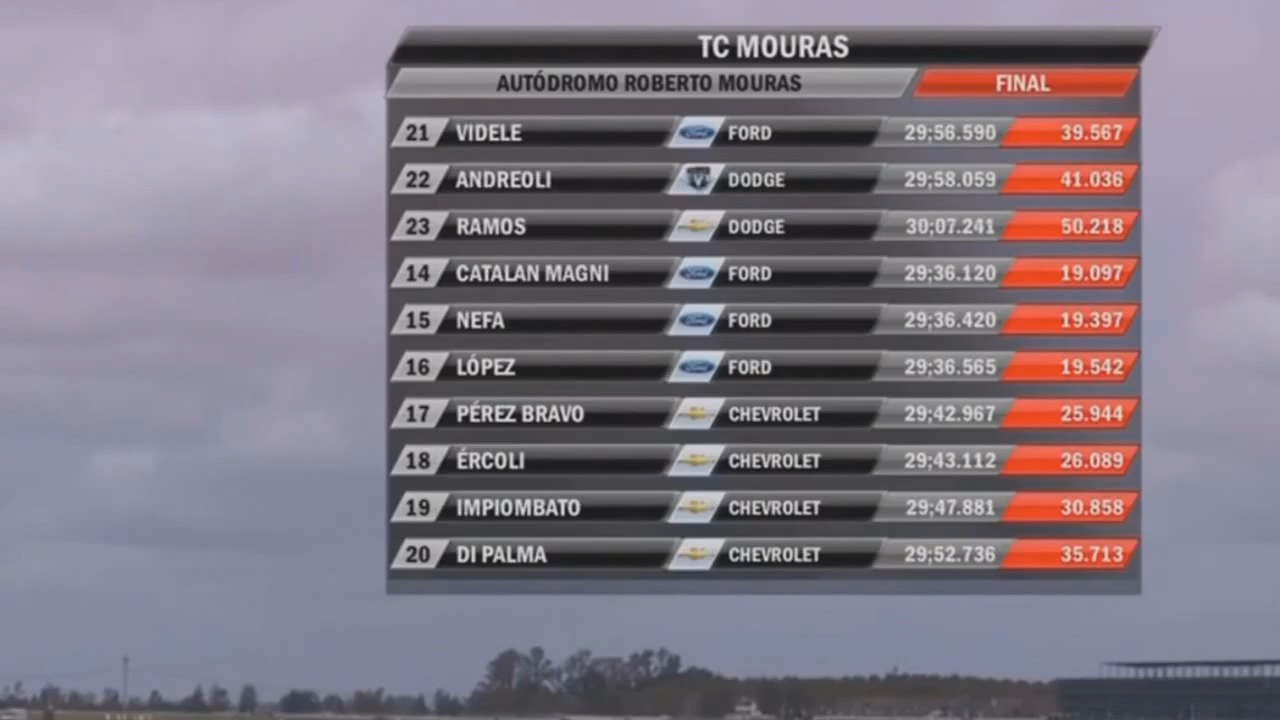 TC MOURAS
AUTÓDROMO ROBERTO MOURAS FINAL
21 VIDELE Ford FORD 29;56.590 39.567
22 ANDREOLI DODGE 29;58.059 41.036
23 RAMOS DODGE 30;07.241 50.218
14 CATALAN MAGNI Ford FORD 29;36.120 19.097
15 NEFA Ford FORD 29;36.420 19.397
16 LÓPEZ Ford FORD 29;36.565 19.542
17 PÉREZ BRAVO CHEVROLET 29;42.967 25.944
18 ÉRCOLI CHEVROLET 29;43.112 26.089
19 IMPIOMBATO CHEVROLET 29;47.881 30.858
20 DI PALMA CHEVROLET 29;52.736 35.713